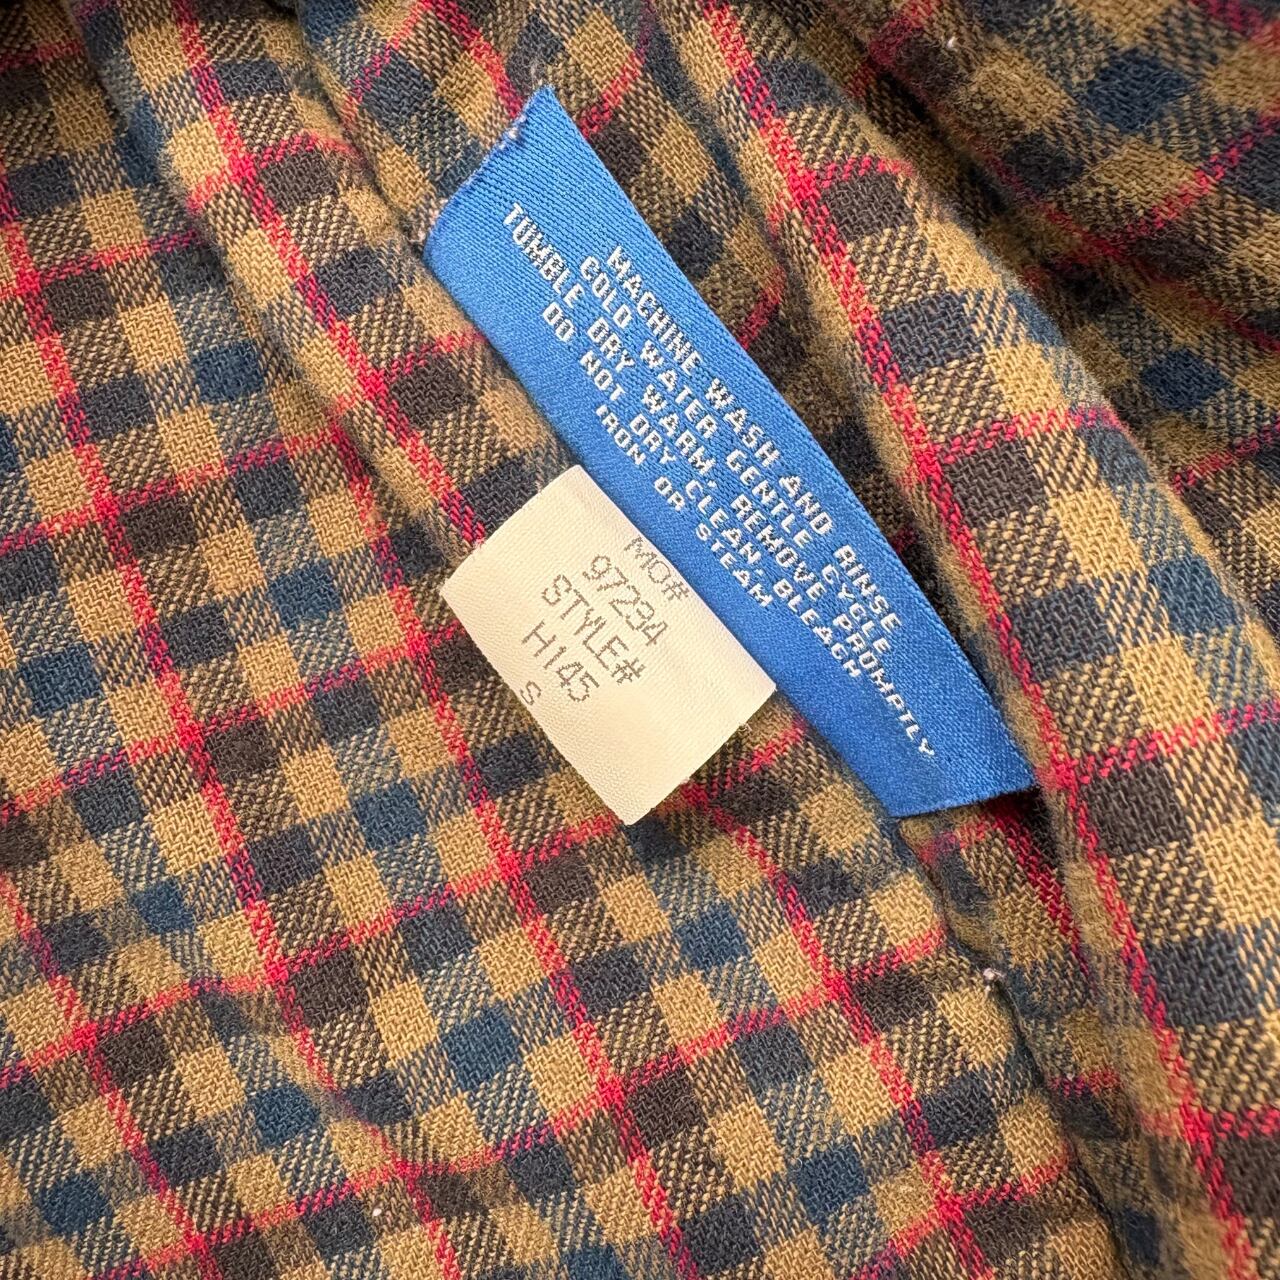 MACHINE WASH AND RINSE
COLD WATER GENTLE CYCLE
TUMBLE DRY WARM, REMOVE PROMPTLY
DO NOT DRY CLEAN, BLEACH
IRON OR STEAM
MO#
97234
STYLE#
H145
S